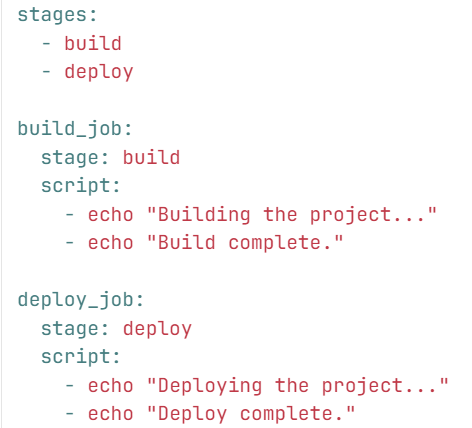 stages:
  - build
  - deploy

build_job:
  stage: build
  script:
    - echo "Building the project..."
    - echo "Build complete."

deploy_job:
  stage: deploy
  script:
    - echo "Deploying the project..."
    - echo "Deploy complete."